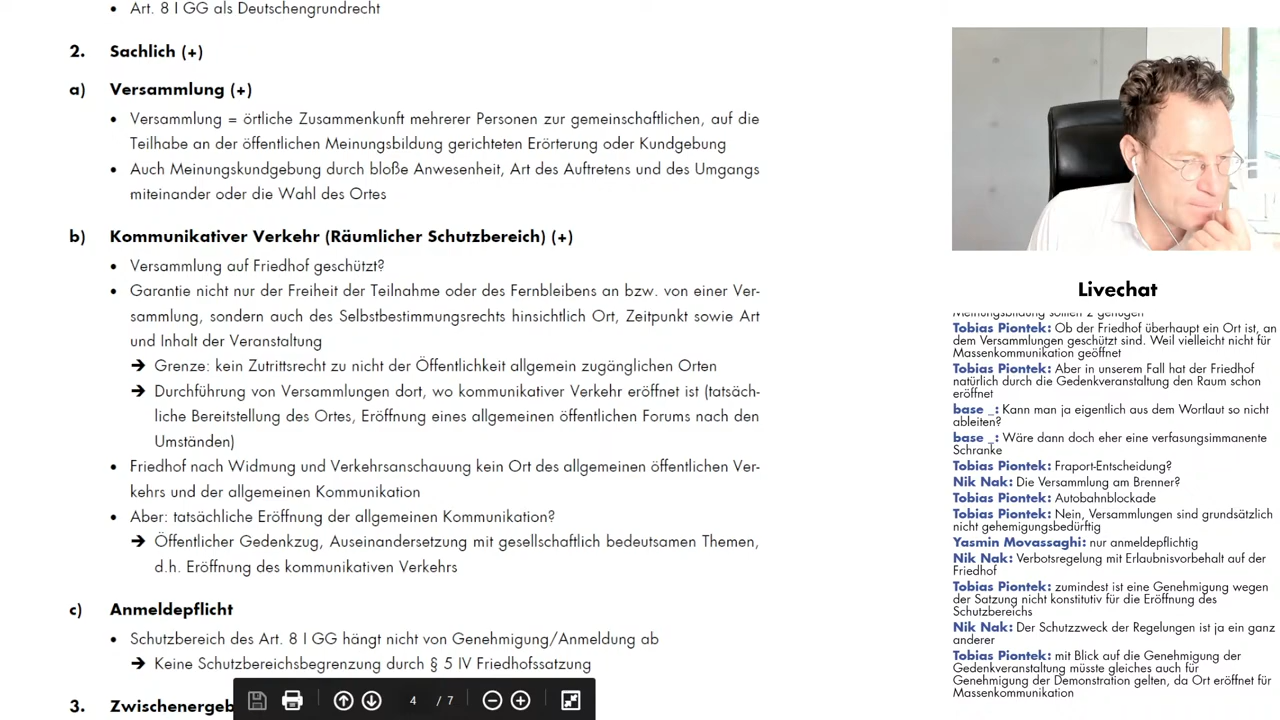 • Art. 8 I GG als Deutschengrundrecht
2. Sachlich (+)
a) Versammlung (+)
• Versammlung = örtliche Zusammenkunft mehrerer Personen zur gemeinschaftlichen, auf die
Teilhabe an der öffentlichen Meinungsbildung gerichteten Erörterung oder Kundgebung
• Auch Meinungskundgebung durch bloße Anwesenheit, Art des Auftretens und des Umgangs
miteinander oder die Wahl des Ortes
b) Kommunikativer Verkehr (Räumlicher Schutzbereich) (+)
• Versammlung auf Friedhof geschützt?
• Garantie nicht nur der Freiheit der Teilnahme oder des Fernbleibens an bzw. von einer Ver-
sammlung, sondern auch des Selbstbestimmungsrechts hinsichtlich Ort, Zeitpunkt sowie Art
und Inhalt der Veranstaltung
➔ Grenze: kein Zutrittsrecht zu nicht der Öffentlichkeit allgemein zugänglichen Orten
➔ Durchführung von Versammlungen dort, wo kommunikativer Verkehr eröffnet ist (tatsäch-
liche Bereitstellung des Ortes, Eröffnung eines allgemeinen öffentlichen Forums nach den
Umständen)
• Friedhof nach Widmung und Verkehrsanschauung kein Ort des allgemeinen öffentlichen Ver-
kehrs und der allgemeinen Kommunikation
• Aber: tatsächliche Eröffnung der allgemeinen Kommunikation?
➔ Öffentlicher Gedenkzug, Auseinandersetzung mit gesellschaftlich bedeutsamen Themen,
d.h. Eröffnung des kommunikativen Verkehrs
c) Anmeldepflicht
• Schutzbereich des Art. 8 I GG hängt nicht von Genehmigung/Anmeldung ab
➔ Keine Schutzbereichsbegrenzung durch § 5 IV Friedhofssatzung
3. Zwischenergeb
4 / 7
Livechat
Meinungsbildung sollten 2 genügen
Tobias Piontek: Ob der Friedhof überhaupt ein Ort ist, an
dem Versammlungen geschützt sind. Weil vielleicht nicht für
Massenkommunikation geöffnet
Tobias Piontek: Aber in unserem Fall hat der Friedhof
natürlich durch die Gedenkveranstaltung den Raum schon
eröffnet
base _: Kann man ja eigentlich aus dem Wortlaut so nicht
ableiten?
base _: Wäre dann doch eher eine verfasungsimmanente
Schranke
Tobias Piontek: Fraport-Entscheidung?
Nik Nak: Die Versammlung am Brenner?
Tobias Piontek: Autobahnblockade
Tobias Piontek: Nein, Versammlungen sind grundsätzlich
nicht gehemigungsbedürftig
Yasmin Movassaghi: nur anmeldepflichtig
Nik Nak: Verbotsregelung mit Erlaubnisvorbehalt auf der
Friedhof
Tobias Piontek: zumindest ist eine Genehmigung wegen
der Satzung nicht konstitutiv für die Eröffnung des
Schutzbereichs
Nik Nak: Der Schutzzweck der Regelungen ist ja ein ganz
anderer
Tobias Piontek: mit Blick auf die Genehmigung der
Gedenkveranstaltung müsste gleiches auch für
Genehmigung der Demonstration gelten, da Ort eröffnet für
Massenkommunikation